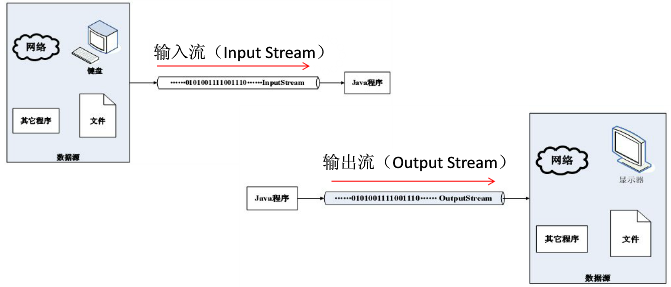 网络
键盘
其它程序
文件
数据源
输入流（Input Stream）
······0101001111001110······InputStream
Java程序
输出流（Output Stream）
Java程序
······0101001111001110······ OutputStream
网络
显示器
其它程序
文件
数据源